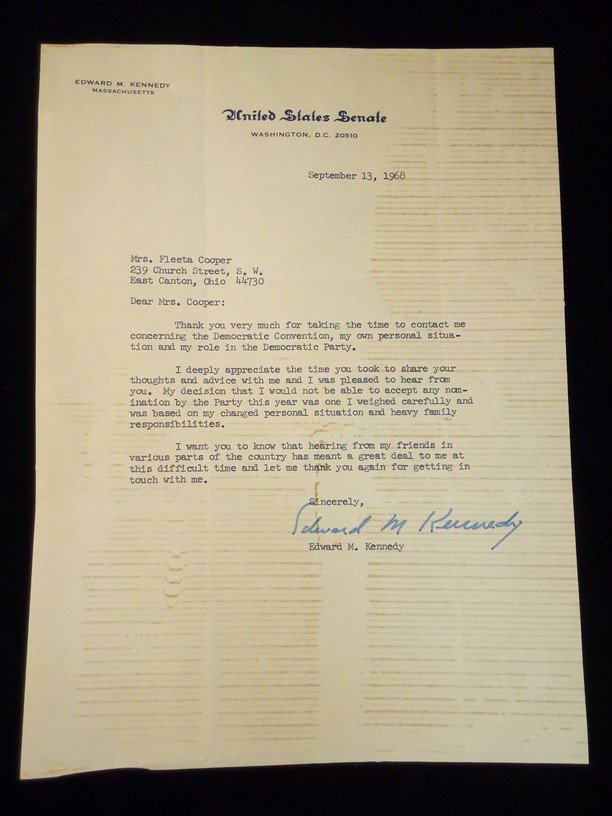 EDWARD M. KENNEDY
MASSACHUSETTS
United States Senate
WASHINGTON, D.C. 20510
September 13, 1968
Mrs. Fleeta Cooper
239 Church Street, S. W.
East Canton, Ohio 44730
Dear Mrs. Cooper:
Thank you very much for taking the time to contact me
concerning the Democratic Convention, my own personal situa-
tion and my role in the Democratic Party.
I deeply appreciate the time you took to share your
thoughts and advice with me and I was pleased to hear from
you. My decision that I would not be able to accept any nom-
ination by the Party this year was one I weighed carefully and
was based on my changed personal situation and heavy family
responsibilities.
I want you to know that hearing from my friends in
various parts of the country has meant a great deal to me at
this difficult time and let me thank you again for getting in
touch with me.
Sincerely,
Edward M Kennedy
Edward M. Kennedy